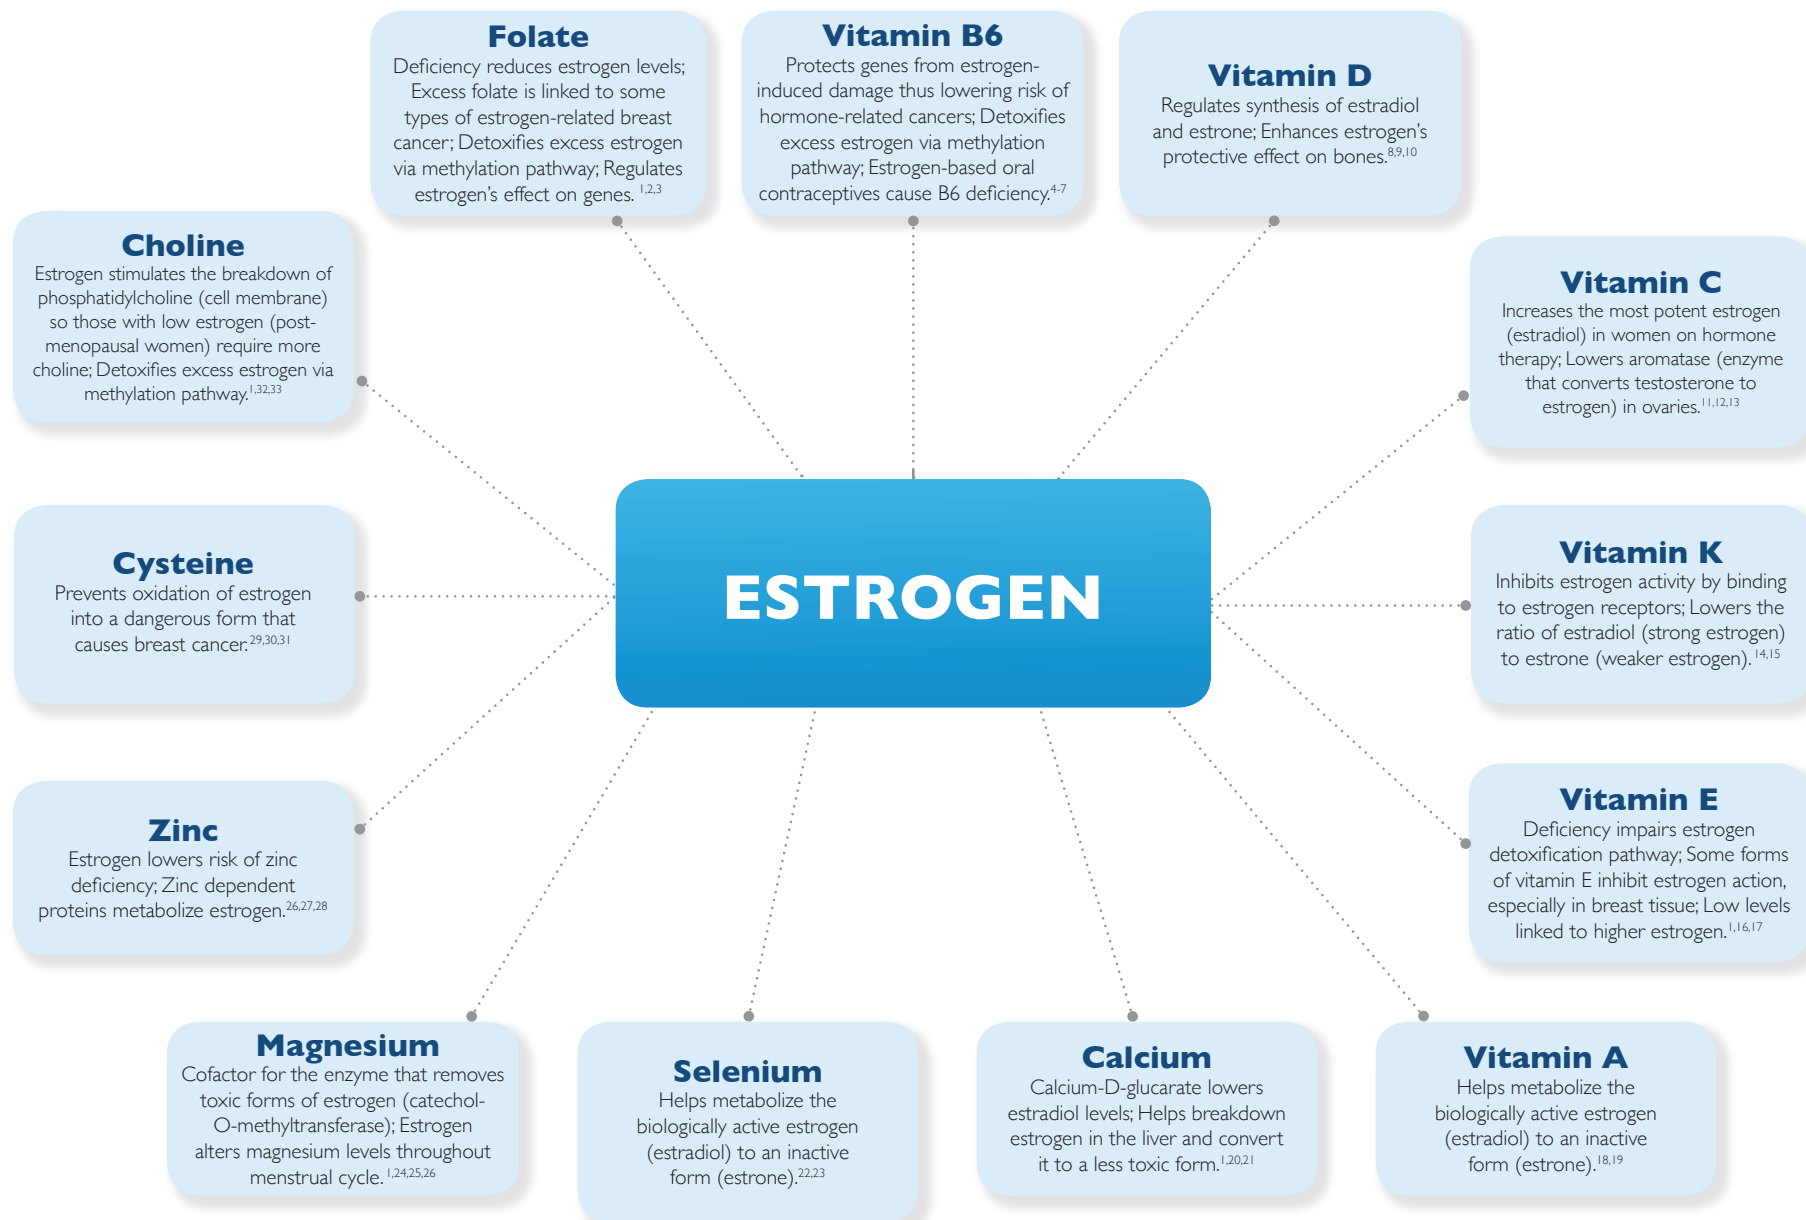 Folate
Deficiency reduces estrogen levels;
Excess folate is linked to some
types of estrogen-related breast
cancer; Detoxifies excess estrogen
via methylation pathway; Regulates
estrogen's effect on genes. 1,2,3
Vitamin B6
Protects genes from estrogen-
induced damage thus lowering risk of
hormone-related cancers; Detoxifies
excess estrogen via methylation
pathway; Estrogen-based oral
contraceptives cause B6 deficiency.4-7
Vitamin D
Regulates synthesis of estradiol
and estrone; Enhances estrogen's
protective effect on bones.8,9,10
Choline
Estrogen stimulates the breakdown of
phosphatidylcholine (cell membrane)
so those with low estrogen (post-
menopausal women) require more
choline; Detoxifies excess estrogen via
methylation pathway.1,32,33
Vitamin C
Increases the most potent estrogen
(estradiol) in women on hormone
therapy; Lowers aromatase (enzyme
that converts testosterone to
estrogen) in ovaries.11,12,13
Cysteine
Prevents oxidation of estrogen
into a dangerous form that
causes breast cancer.29,30,31
ESTROGEN
Vitamin K
Inhibits estrogen activity by binding
to estrogen receptors; Lowers the
ratio of estradiol (strong estrogen)
to estrone (weaker estrogen).14,15
Zinc
Estrogen lowers risk of zinc
deficiency; Zinc dependent
proteins metabolize estrogen.26,27,28
Vitamin E
Deficiency impairs estrogen
detoxification pathway; Some forms
of vitamin E inhibit estrogen action,
especially in breast tissue; Low levels
linked to higher estrogen.1,16,17
Magnesium
Cofactor for the enzyme that removes
toxic forms of estrogen (catechol-
O-methyltransferase); Estrogen
alters magnesium levels throughout
menstrual cycle. 1,24,25,26
Selenium
Helps metabolize the
biologically active estrogen
(estradiol) to an inactive
form (estrone).22,23
Calcium
Calcium-D-glucarate lowers
estradiol levels; Helps breakdown
estrogen in the liver and convert
it to a less toxic form.1,20,21
Vitamin A
Helps metabolize the
biologically active estrogen
(estradiol) to an inactive
form (estrone).18,19